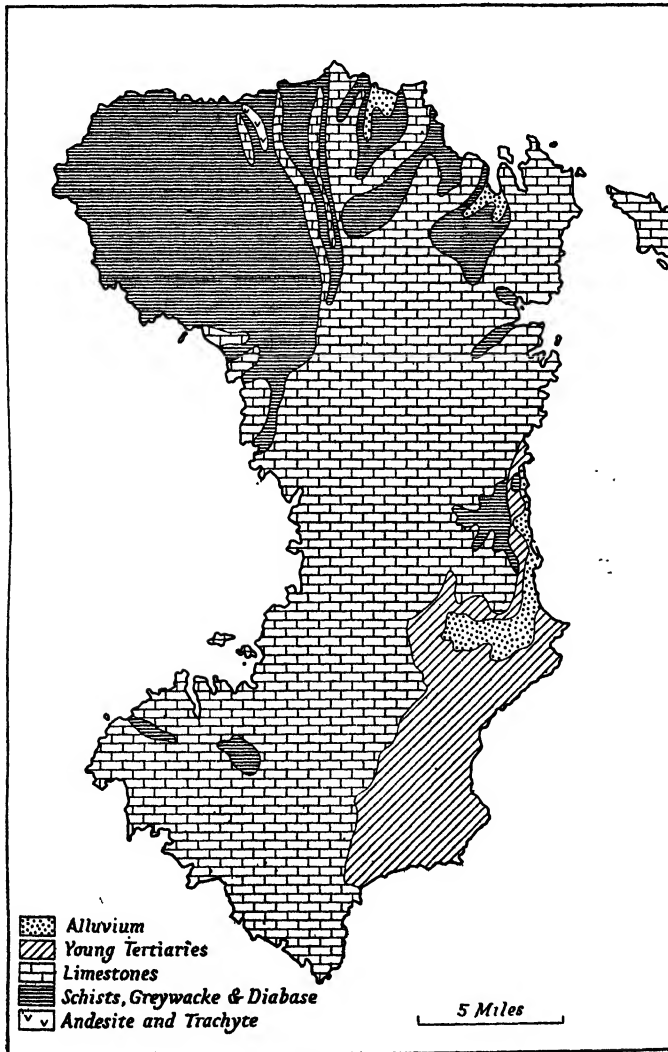 Alluvium
Young Tertiaries
Limestones
Schists, Greywacke & Diabase
Andesite and Trachyte
5 Miles